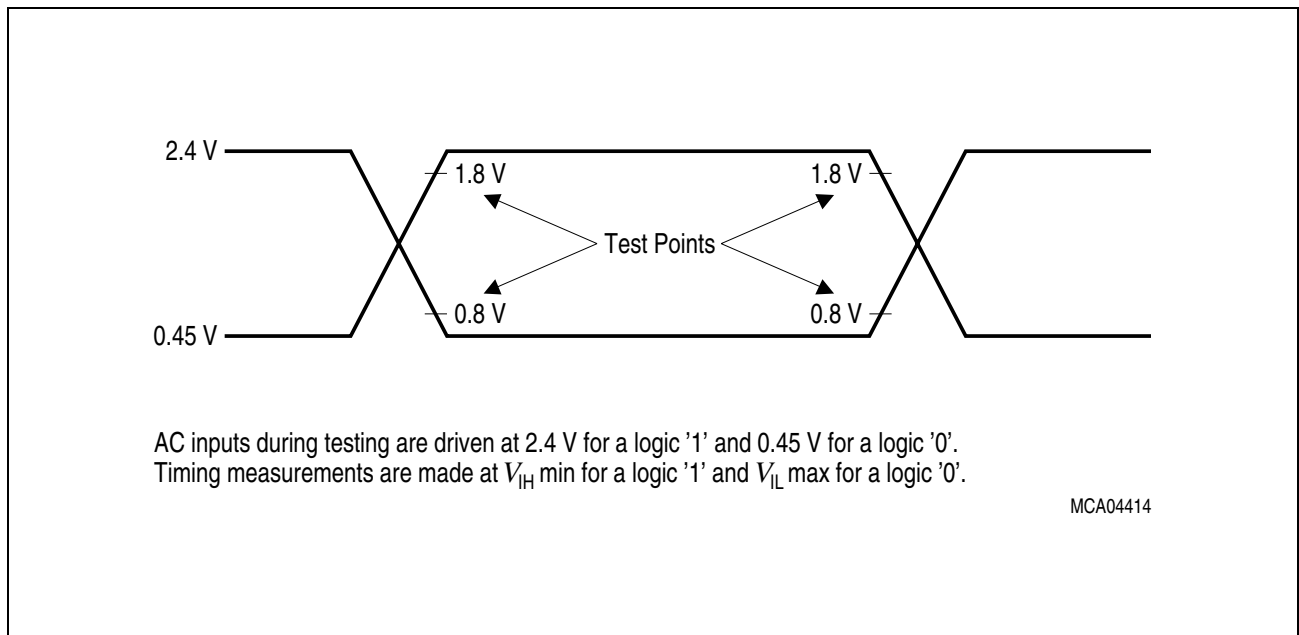 2.4 V
1.8 V
1.8 V
Test Points
0.8 V
0.8 V
0.45 V
AC inputs during testing are driven at 2.4 V for a logic ’1’ and 0.45 V for a logic ’0’.
Timing measurements are made at VIH min for a logic ’1’ and VIL max for a logic ’0’.
MCA04414